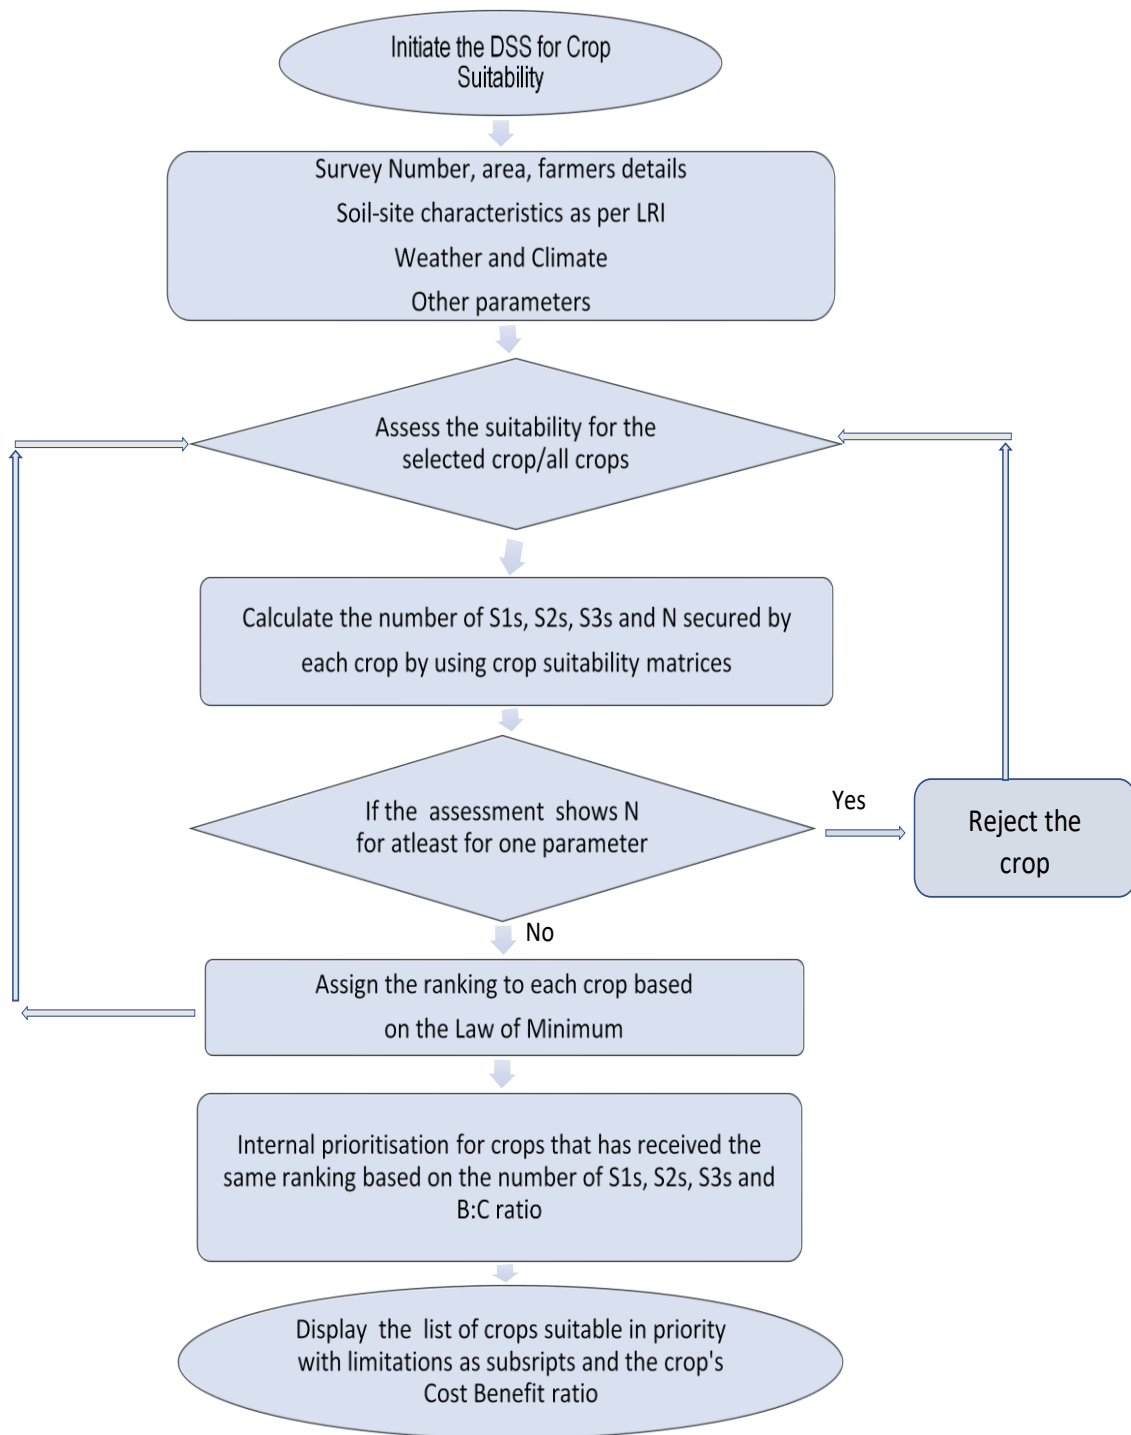 Initiate the DSS for Crop
Suitability
Survey Number, area, farmers details
Soil-site characteristics as per LRI
Weather and Climate
Other parameters
Assess the suitability for the
selected crop/all crops
Calculate the number of S1s, S2s, S3s and N secured by
each crop by using crop suitability matrices
If the assessment shows N
for atleast for one parameter
Yes
Reject the
crop
No
Assign the ranking to each crop based
on the Law of Minimum
Internal prioritisation for crops that has received the
same ranking based on the number of S1s, S2s, S3s and
B:C ratio
Display the list of crops suitable in priority
with limitations as subsripts and the crop's
Cost Benefit ratio